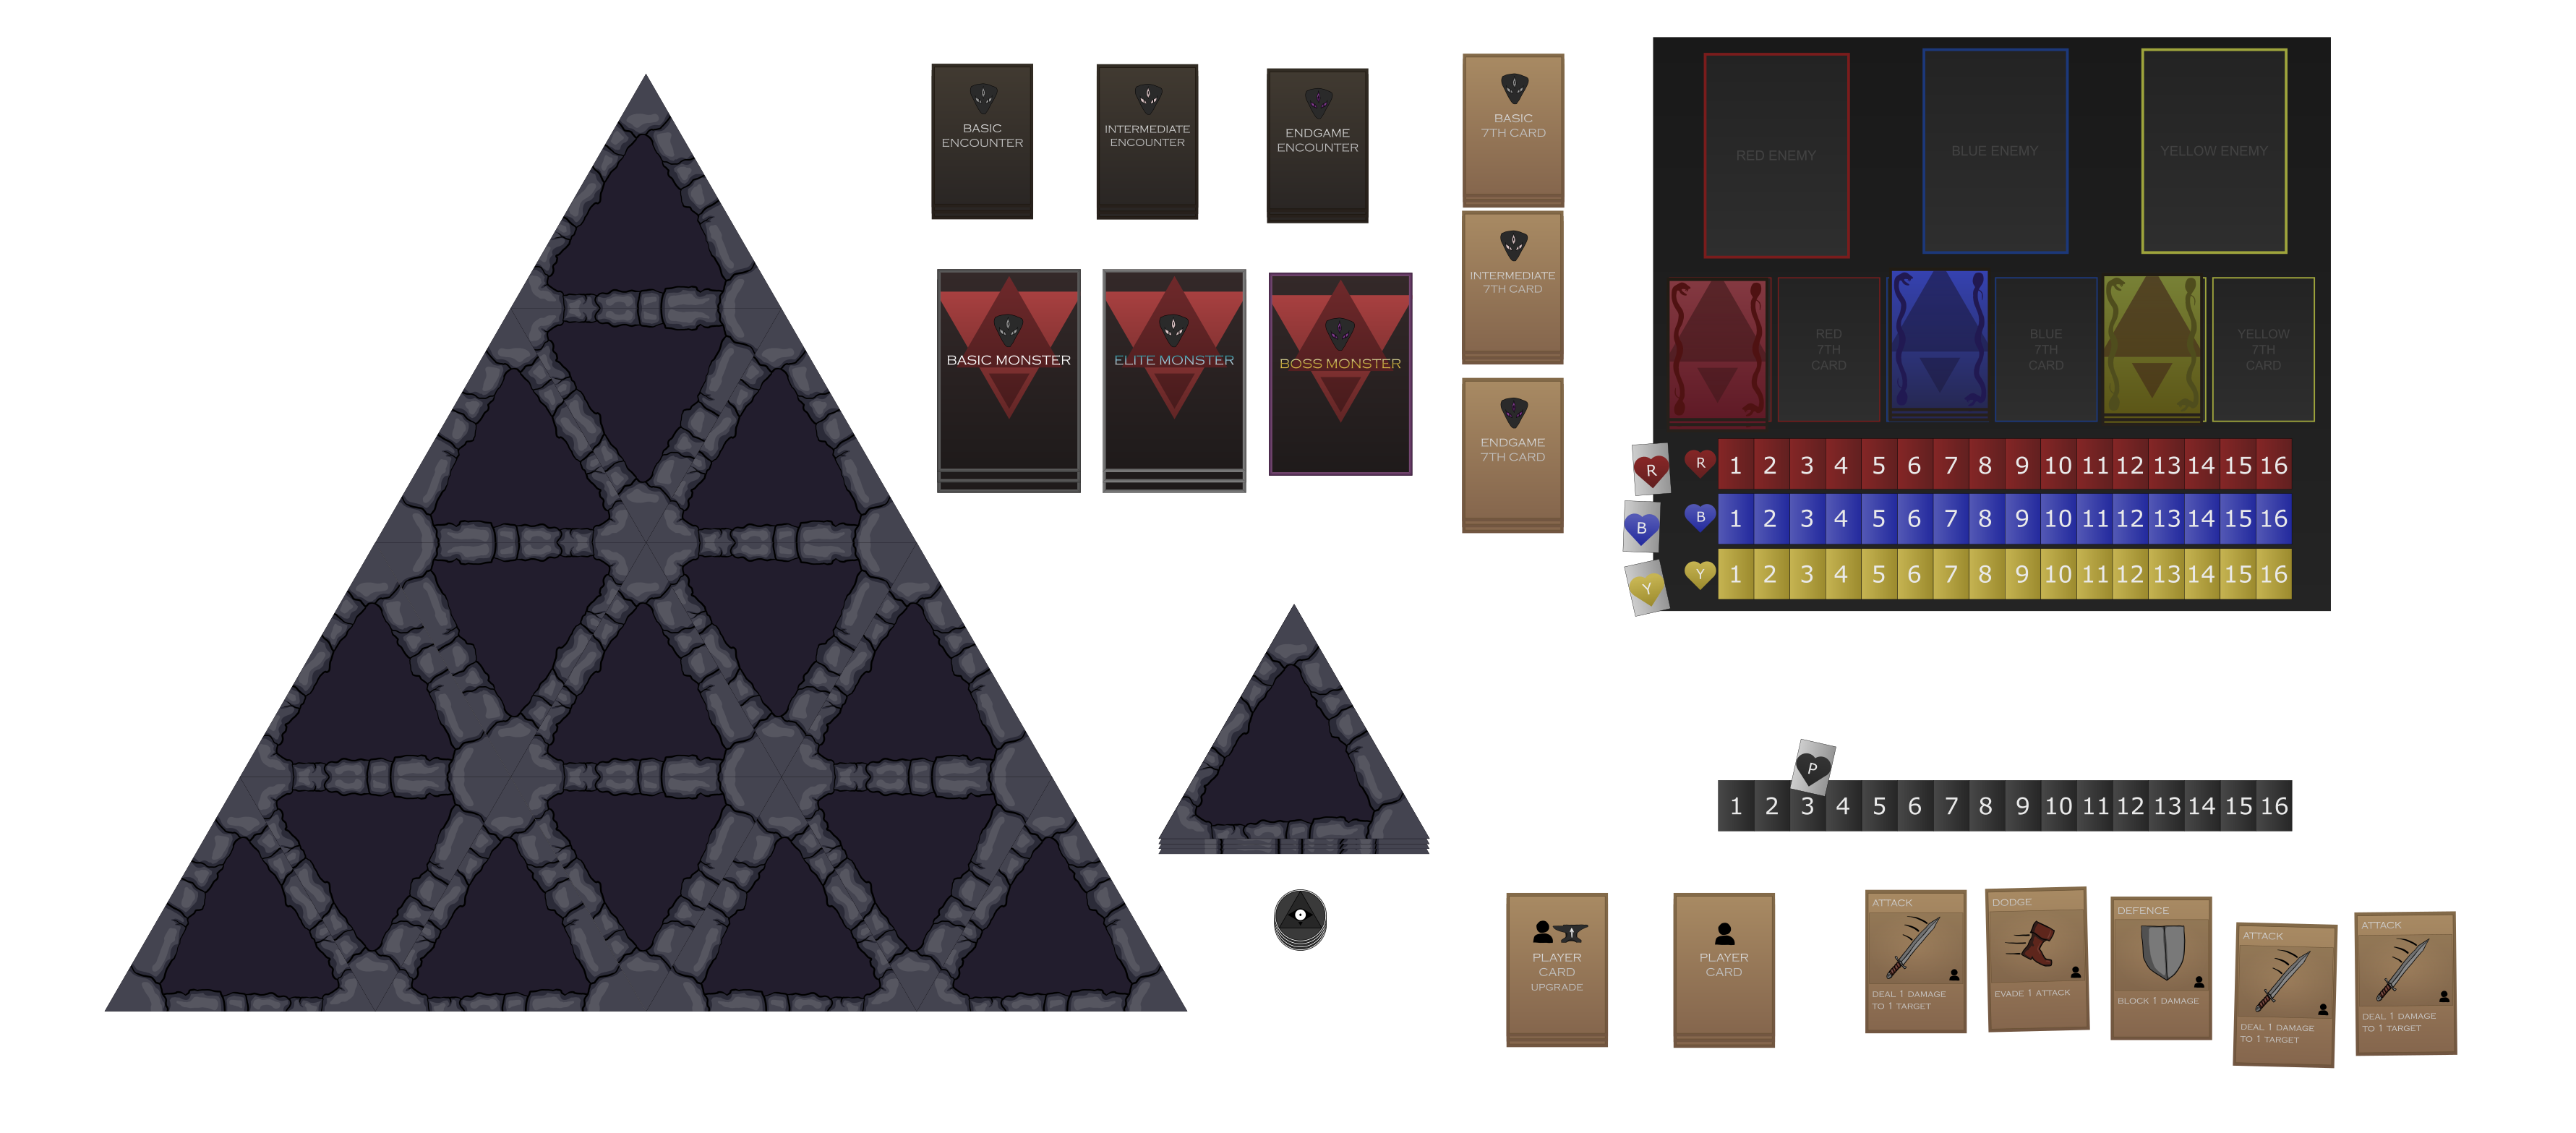 BASIC
ENCOUNTER
INTERMEDIATE
ENCOUNTER
ENDGAME
ENCOUNTER
BASIC
7TH CARD
RED ENEMY
BLUE ENEMY
YELLOW ENEMY
INTERMEDIATE
7TH CARD
BASIC MONSTER
ELITE MONSTER
BOSS MONSTER
RED
7TH
CARD
BLUE
7TH
CARD
YELLOW
7TH
CARD
ENDGAME
7TH CARD
R R 1 2 3 4 5 6 7 8 9 10 11 12 13 14 15 16
B B 1 2 3 4 5 6 7 8 9 10 11 12 13 14 15 16
Y Y 1 2 3 4 5 6 7 8 9 10 11 12 13 14 15 16
P
1 2 3 4 5 6 7 8 9 10 11 12 13 14 15 16
PLAYER
CARD
UPGRADE
PLAYER
CARD
ATTACK
DEAL 1 DAMAGE
TO 1 TARGET
DODGE
EVADE 1 ATTACK
DEFENCE
BLOCK 1 DAMAGE
ATTACK
DEAL 1 DAMAGE
TO 1 TARGET
ATTACK
DEAL 1 DAMAGE
TO 1 TARGET